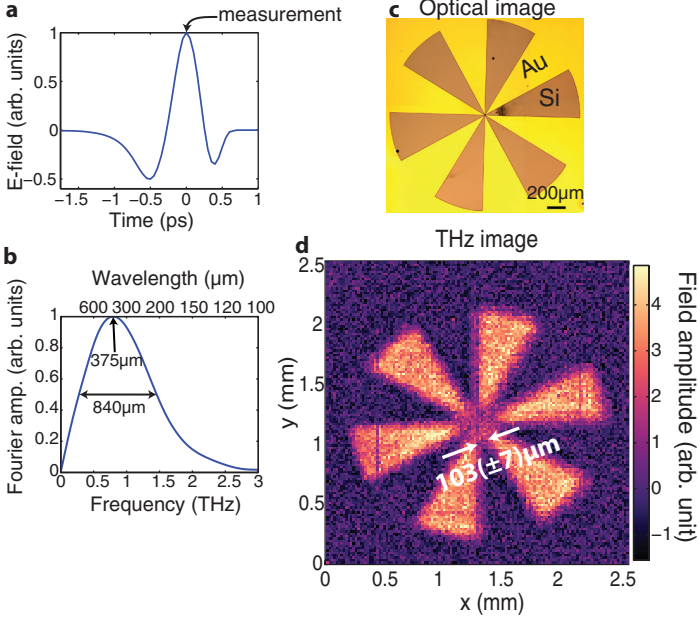 a
measurement
E-field (arb. units)
1
0.5
0
−0.5
−1.5 −1 −0.5 0 0.5 1
Time (ps)
b
Wavelength (μm)
600 300 200 150 120 100
Fourier amp. (arb. units)
1
0.8
0.6
0.4
0.2
0
375μm
840μm
0 0.5 1 1.5 2 2.5 3
Frequency (THz)
c
Optical image
Au
Si
200μm
d
THz image
y (mm)
2.5
2
1.5
1
0.5
0
103(±7)μm
0 0.5 1 1.5 2 2.5
x (mm)
4
3
2
1
0
−1
Field amplitude (arb. unit)